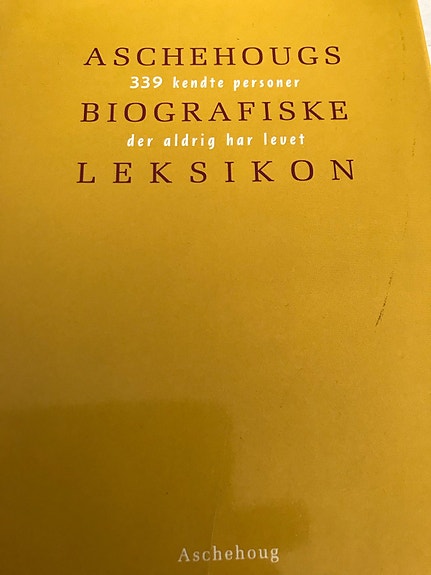 ASCHEHOUGS
339 kendte personer
BIOGRAFISKE
der aldrig har levet
LEKSIKON
Aschehoug